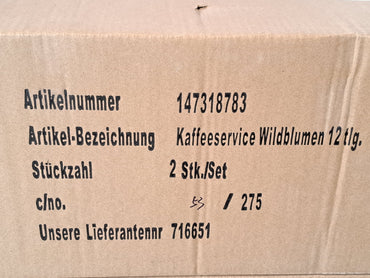 Artikelnummer 147318783
Artikel-Bezeichnung Kaffeeservice Wildblumen 12 tlg.
Stückzahl 2 Stk./Set
c/no. 53 / 275
Unsere Lieferantennr 716651